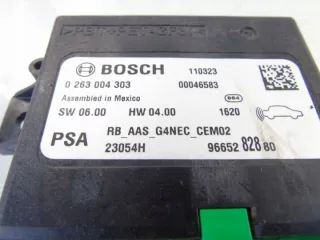 BOSCH 110323
0 263 004 303 00046583
Assembled in Mexico 064
SW 06.00 HW 04.00 1620
PSA RB_AAS_G4NEC_CEM02
23054H 96652 828 80